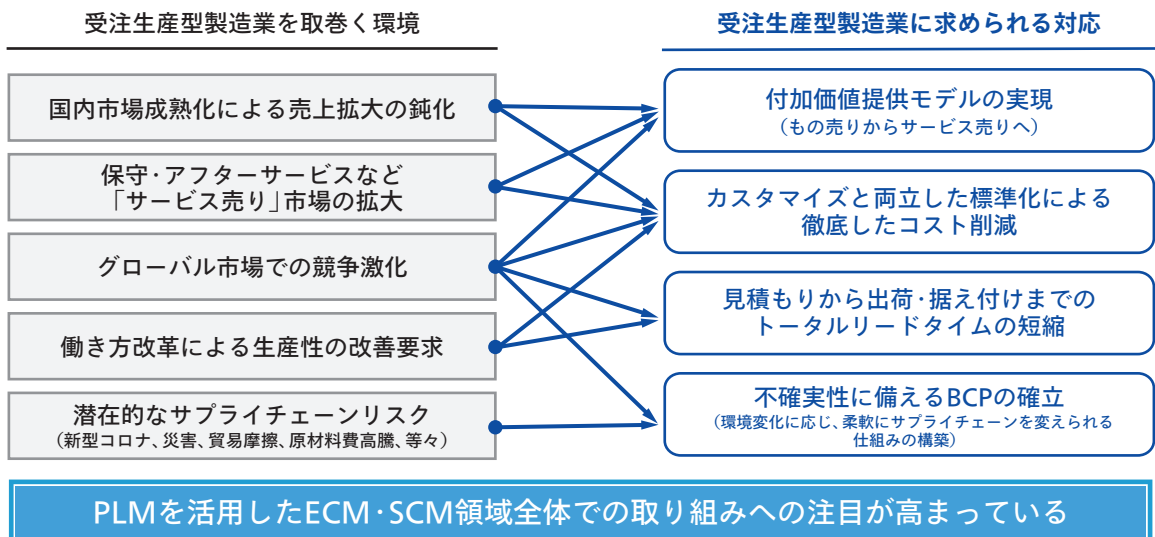 受注生産型製造業を取巻く環境
国内市場成熟化による売上拡大の鈍化
保守・アフターサービスなど
「サービス売り」市場の拡大
グローバル市場での競争激化
働き方改革による生産性の改善要求
潜在的なサプライチェーンリスク
（新型コロナ、災害、貿易摩擦、原材料費高騰、等々）
受注生産型製造業に求められる対応
付加価値提供モデルの実現
（もの売りからサービス売りへ）
カスタマイズと両立した標準化による
徹底したコスト削減
見積もりから出荷・据え付けまでの
トータルリードタイムの短縮
不確実性に備えるBCPの確立
（環境変化に応じ、柔軟にサプライチェーンを変えられる
仕組みの構築）
PLMを活用したECM・SCM領域全体での取り組みへの注目が高まっている